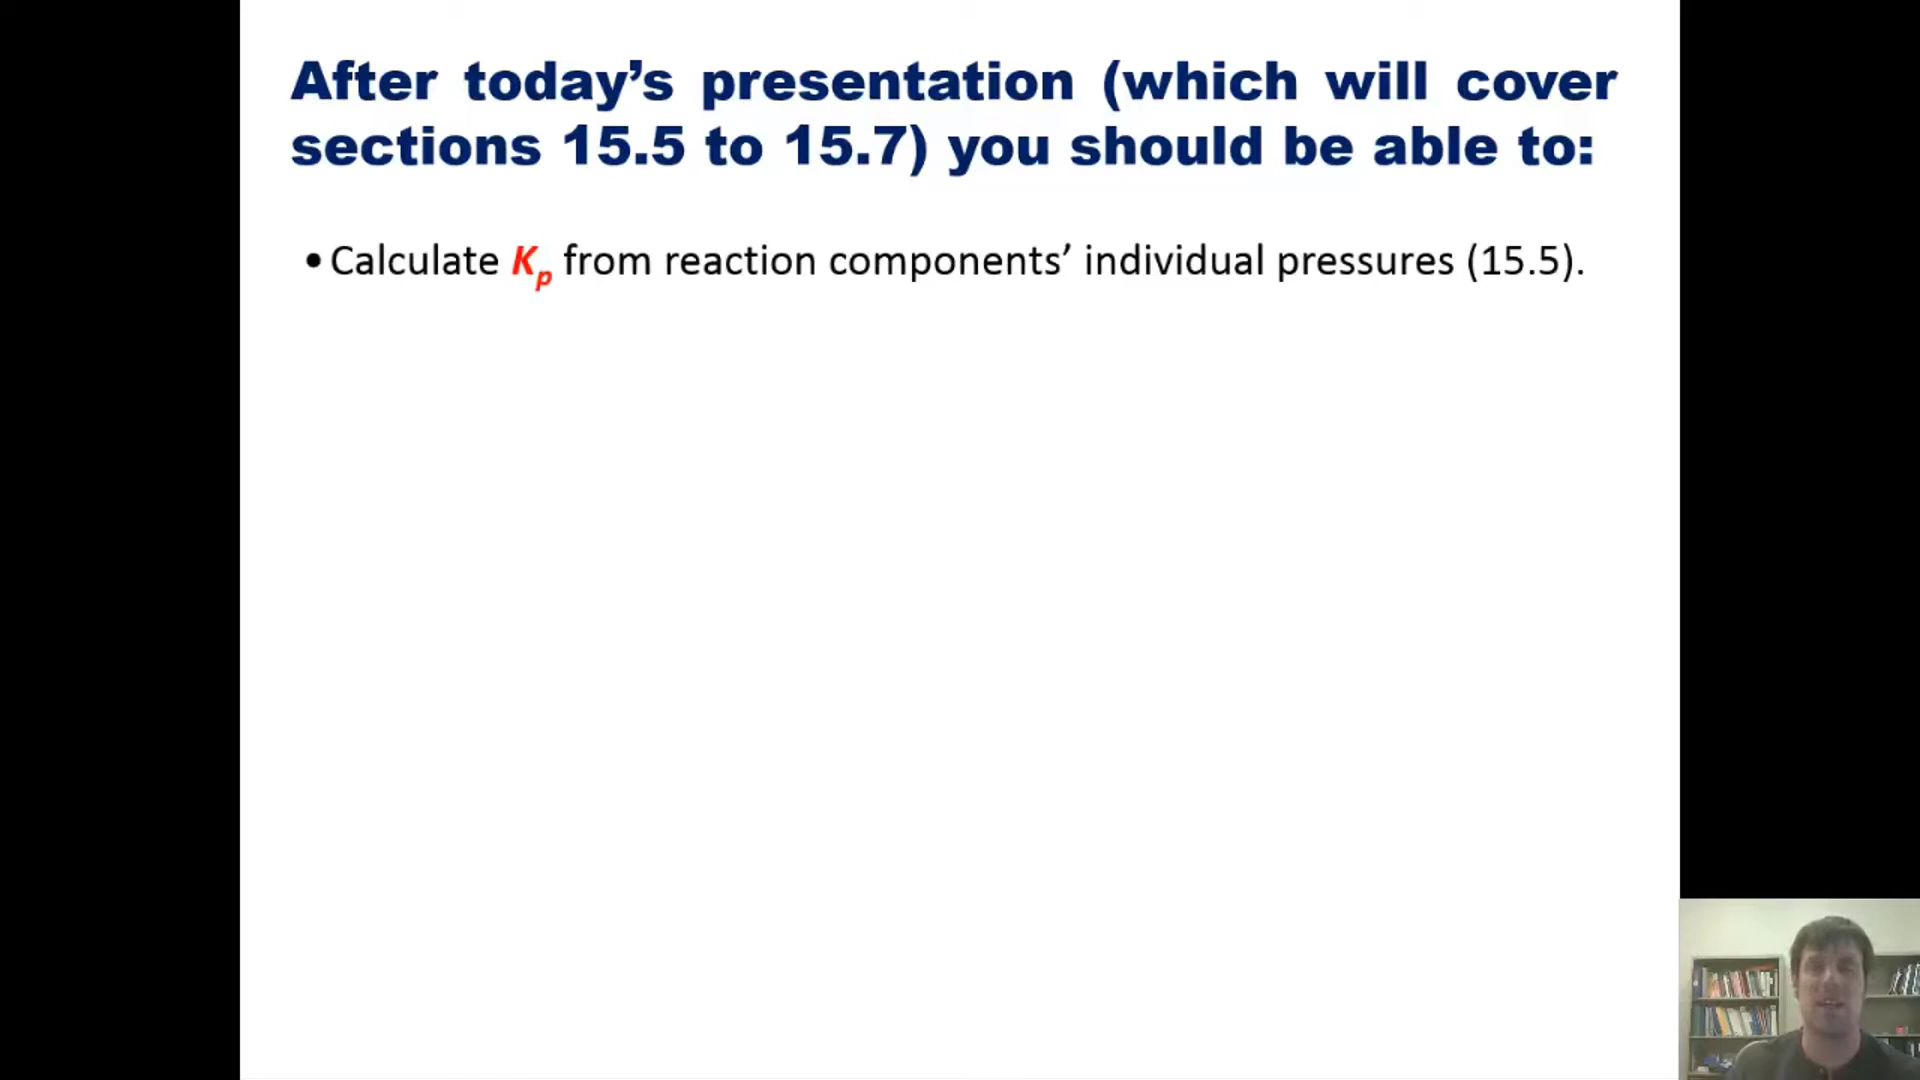 After today’s presentation (which will cover
sections 15.5 to 15.7) you should be able to:
• Calculate Kp from reaction components’ individual pressures (15.5).